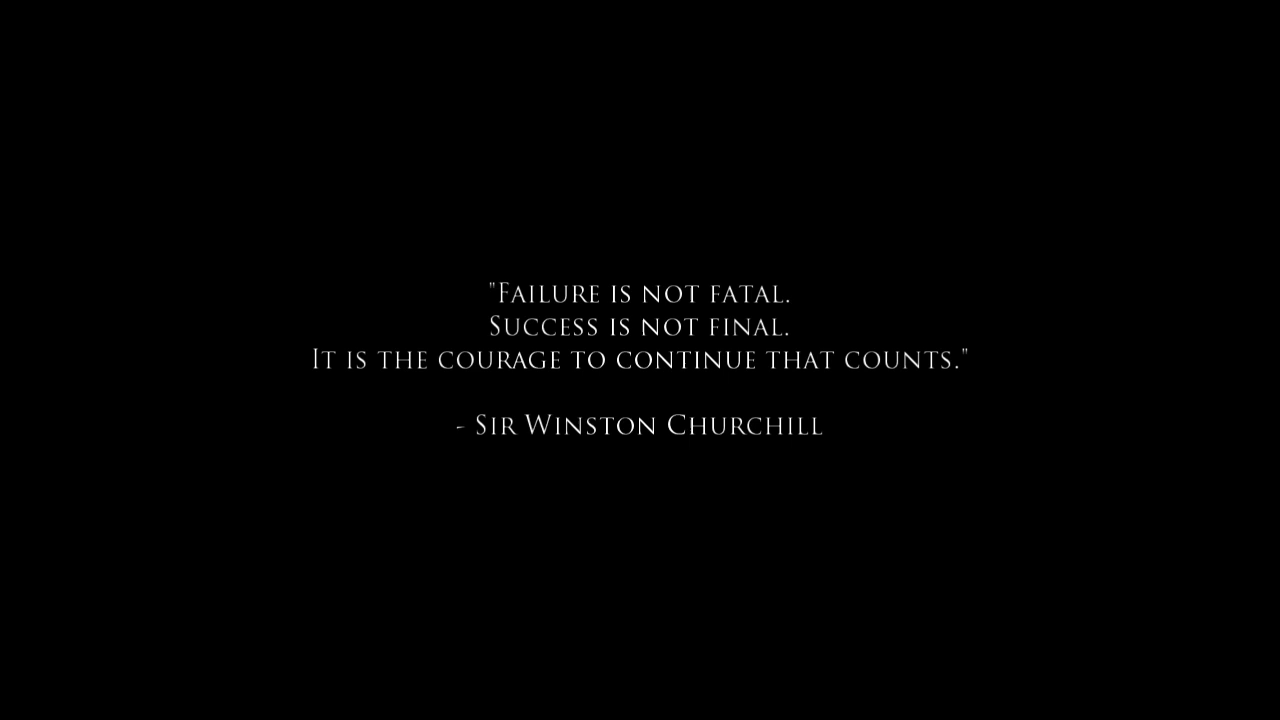 "Failure is not fatal.
Success is not final.
It is the courage to continue that counts."
- Sir Winston Churchill